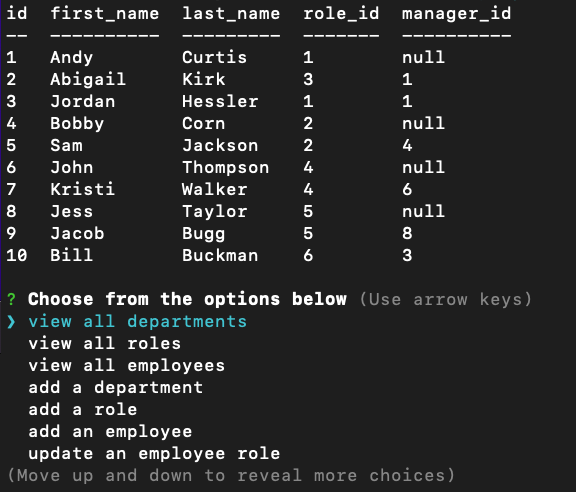 id  first_name  last_name  role_id  manager_id
--  ----------  ---------  -------  ----------
1   Andy        Curtis     1        null
2   Abigail     Kirk       3        1
3   Jordan      Hessler    1        1
4   Bobby       Corn       2        null
5   Sam         Jackson    2        4
6   John        Thompson   4        null
7   Kristi      Walker     4        6
8   Jess        Taylor     5        null
9   Jacob       Bugg       5        8
10  Bill        Buckman    6        3
? Choose from the options below (Use arrow keys)
❯ view all departments
  view all roles
  view all employees
  add a department
  add a role
  add an employee
  update an employee role
(Move up and down to reveal more choices)